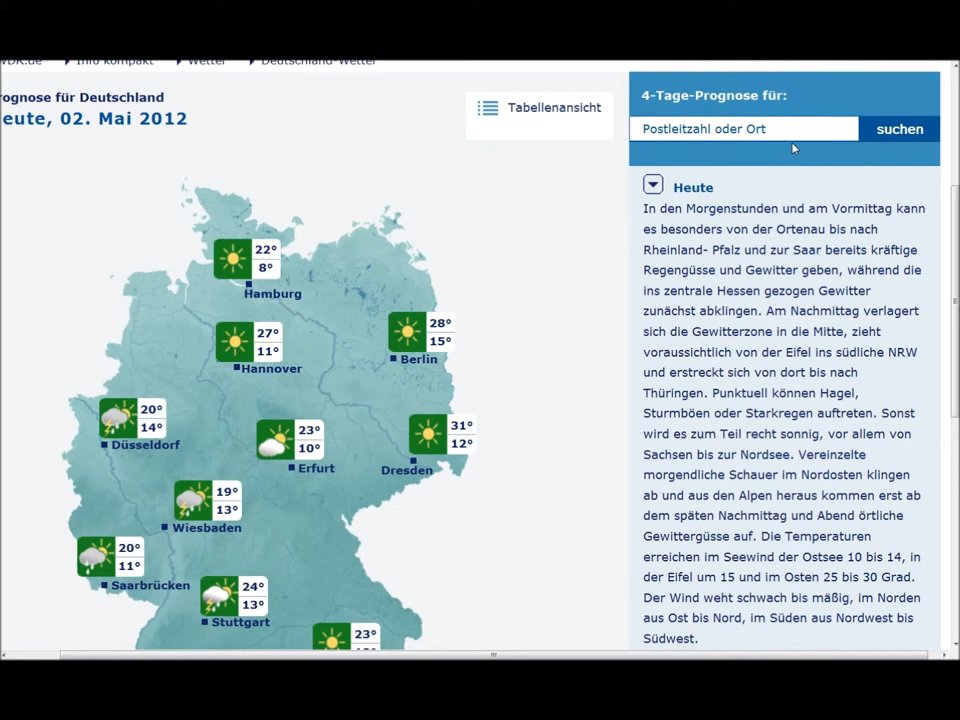 WDR.de Info kompakt Wetter Deutschland-Wetter
rognose für Deutschland
eute, 02. Mai 2012
Tabellenansicht
22°
8°
Hamburg
27°
11°
Hannover
28°
15°
Berlin
20°
14°
Düsseldorf
23°
10°
Erfurt
31°
12°
Dresden
19°
13°
Wiesbaden
20°
11°
Saarbrücken
24°
13°
Stuttgart
23°
4-Tage-Prognose für:
Postleitzahl oder Ort suchen
Heute
In den Morgenstunden und am Vormittag kann
es besonders von der Ortenau bis nach
Rheinland- Pfalz und zur Saar bereits kräftige
Regengüsse und Gewitter geben, während die
ins zentrale Hessen gezogen Gewitter
zunächst abklingen. Am Nachmittag verlagert
sich die Gewitterzone in die Mitte, zieht
voraussichtlich von der Eifel ins südliche NRW
und erstreckt sich von dort bis nach
Thüringen. Punktuell können Hagel,
Sturmböen oder Starkregen auftreten. Sonst
wird es zum Teil recht sonnig, vor allem von
Sachsen bis zur Nordsee. Vereinzelte
morgendliche Schauer im Nordosten klingen
ab und aus den Alpen heraus kommen erst ab
dem späten Nachmittag und Abend örtliche
Gewittergüsse auf. Die Temperaturen
erreichen im Seewind der Ostsee 10 bis 14, in
der Eifel um 15 und im Osten 25 bis 30 Grad.
Der Wind weht schwach bis mäßig, im Norden
aus Ost bis Nord, im Süden aus Nordwest bis
Südwest.